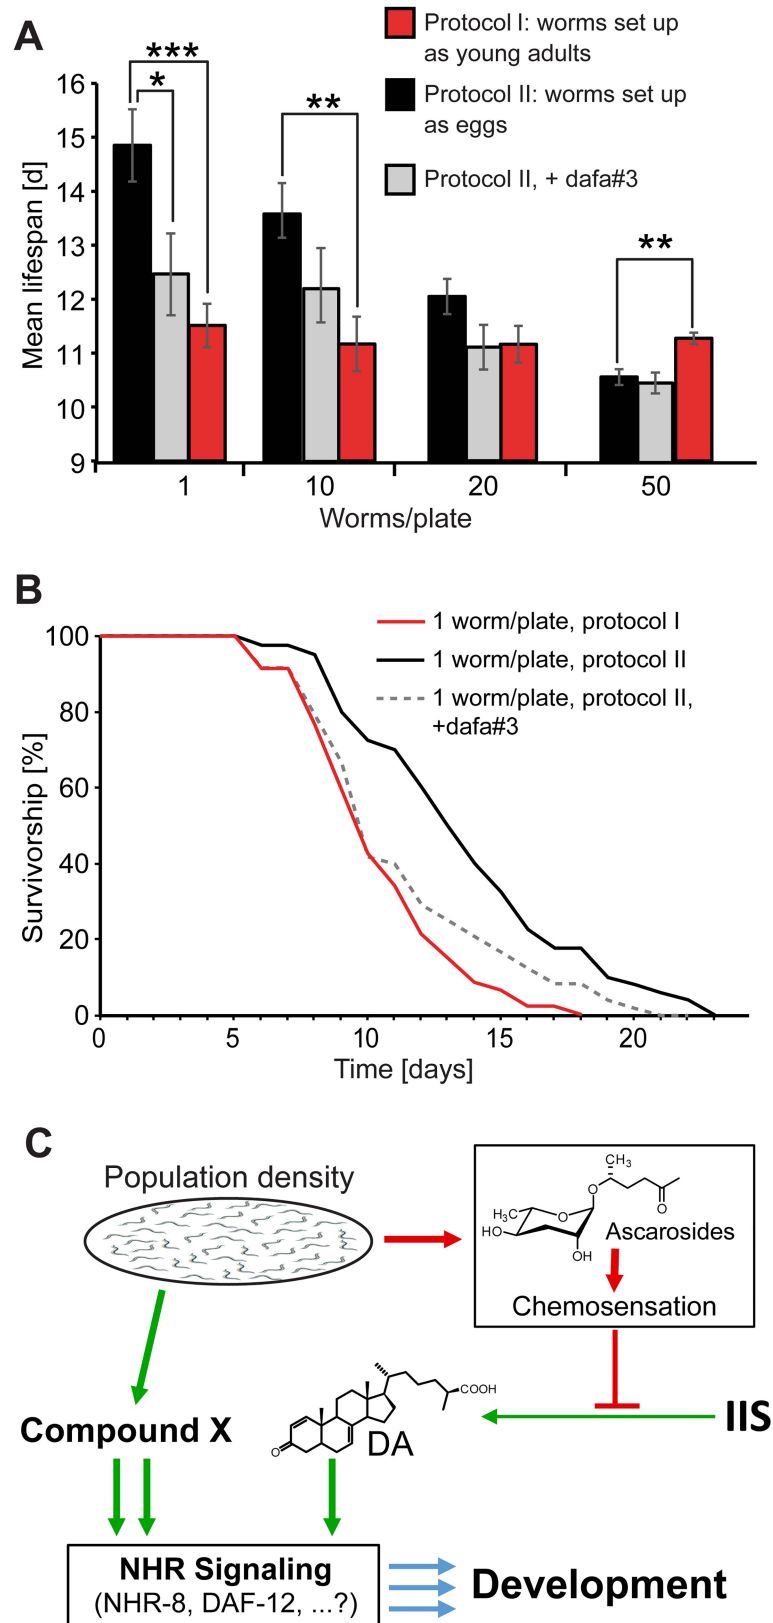 A
Protocol I: worms set up
as young adults
Protocol II: worms set up
as eggs
Protocol II, + dafa#3
***
*
**
**
Mean lifespan [d]
16
15
14
13
12
11
10
9
1 10 20 50
Worms/plate
B
1 worm/plate, protocol I
1 worm/plate, protocol II
1 worm/plate, protocol II,
+dafa#3
Survivorship [%]
100
80
60
40
20
0
0 5 10 15 20
Time [days]
C
Population density
CH3
O
O
H3C
O
HO
OH
Ascarosides
Chemosensation
COOH
O
DA
IIS
Compound X
NHR Signaling
(NHR-8, DAF-12, ...?)
Development